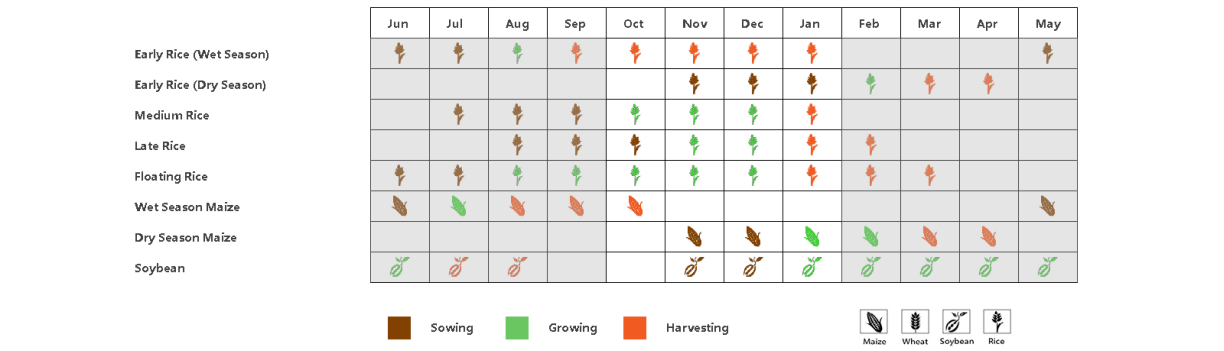 Jun Jul Aug Sep Oct Nov Dec Jan Feb Mar Apr May
Early Rice (Wet Season)
Early Rice (Dry Season)
Medium Rice
Late Rice
Floating Rice
Wet Season Maize
Dry Season Maize
Soybean
Sowing Growing Harvesting
Maize Wheat Soybean Rice